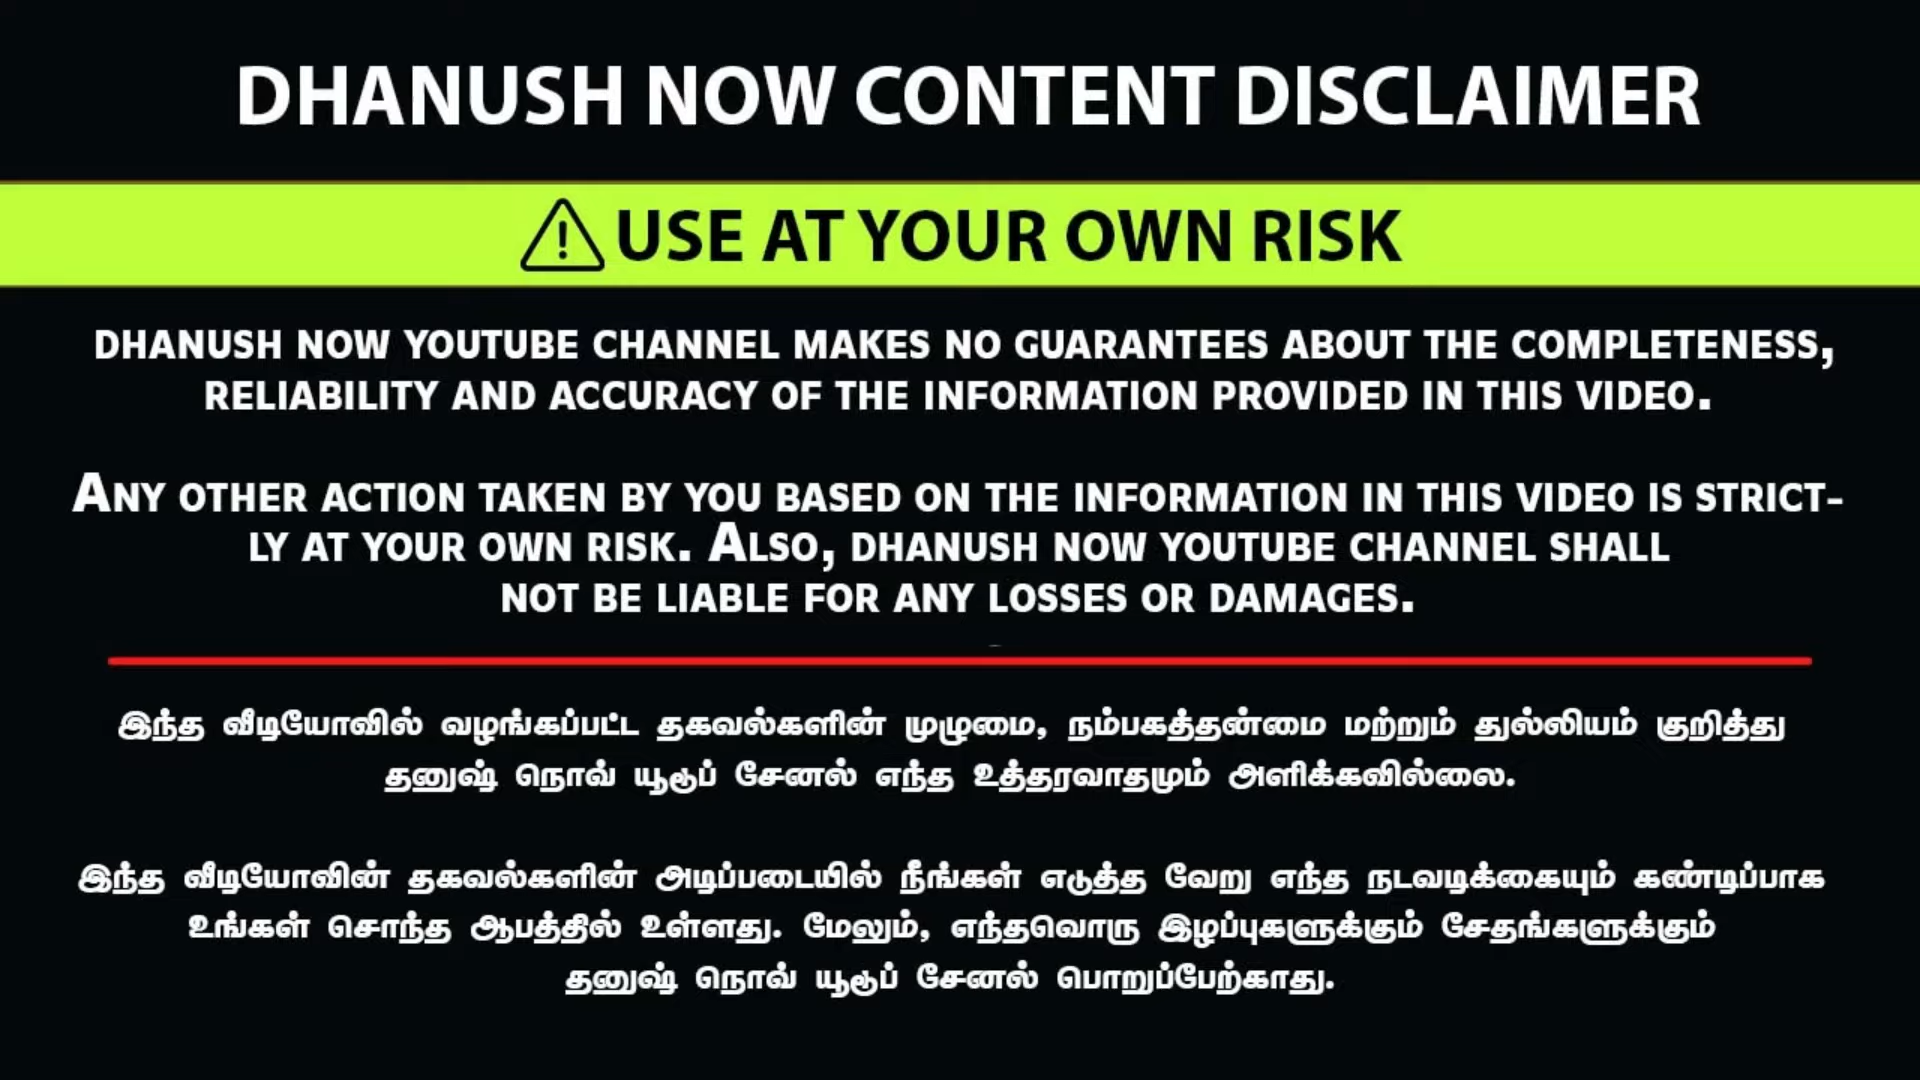 DHANUSH NOW CONTENT DISCLAIMER
USE AT YOUR OWN RISK
DHANUSH NOW YOUTUBE CHANNEL MAKES NO GUARANTEES ABOUT THE COMPLETENESS,
RELIABILITY AND ACCURACY OF THE INFORMATION PROVIDED IN THIS VIDEO.
ANY OTHER ACTION TAKEN BY YOU BASED ON THE INFORMATION IN THIS VIDEO IS STRICT-
LY AT YOUR OWN RISK. ALSO, DHANUSH NOW YOUTUBE CHANNEL SHALL
NOT BE LIABLE FOR ANY LOSSES OR DAMAGES.
இந்த வீடியோவில் வழங்கப்பட்ட தகவல்களின் முழுமை, நம்பகத்தன்மை மற்றும் துல்லியம் குறித்து
தனுஷ் நொவ் யூடூப் சேனல் எந்த உத்தரவாதமும் அளிக்கவில்லை.
இந்த வீடியோவின் தகவல்களின் அடிப்படையில் நீங்கள் எடுத்த வேறு எந்த நடவடிக்கையும் கண்டிப்பாக
உங்கள் சொந்த ஆபத்தில் உள்ளது. மேலும், எந்தவொரு இழப்புகளுக்கும் சேதங்களுக்கும்
தனுஷ் நொவ் யூடூப் சேனல் பொறுப்பேற்காது.